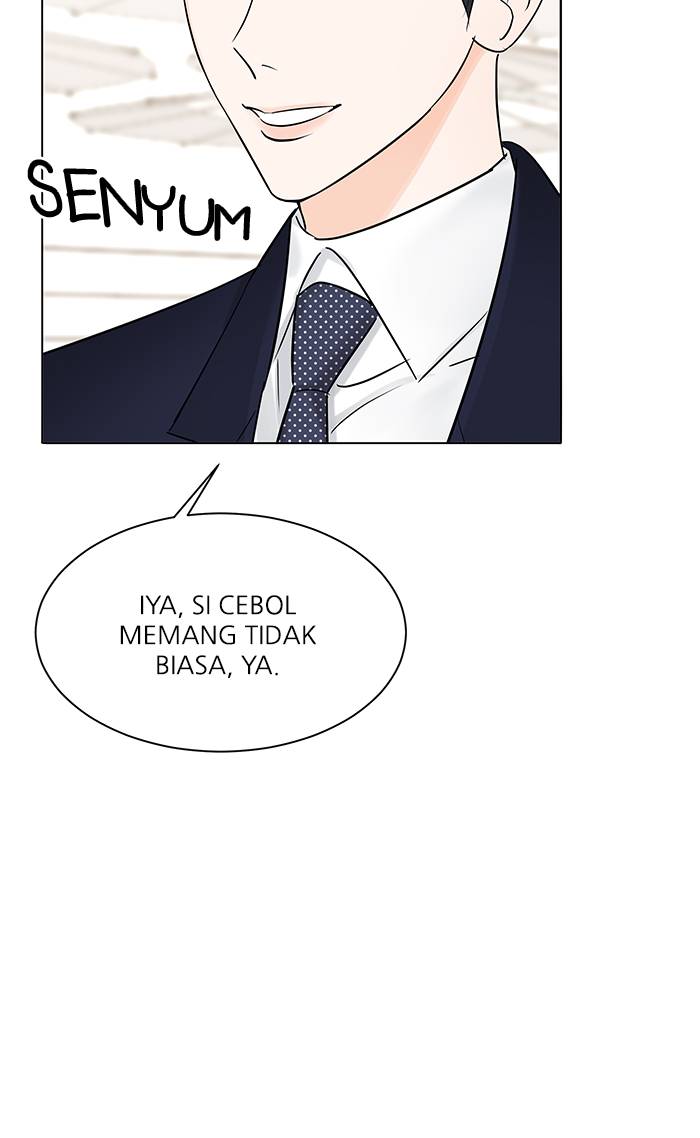 SENYUM
IYA, SI CEBOL
MEMANG TIDAK
BIASA, YA.